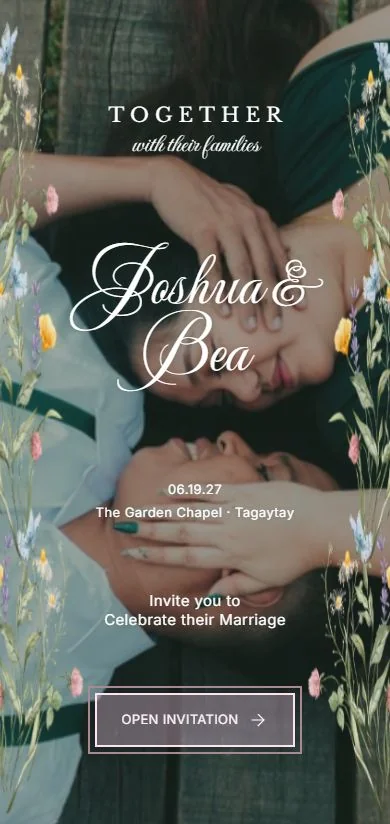 TOGETHER
with their families
Joshua &
Bea
06.19.27
The Garden Chapel · Tagaytay
Invite you to
Celebrate their Marriage
OPEN INVITATION →